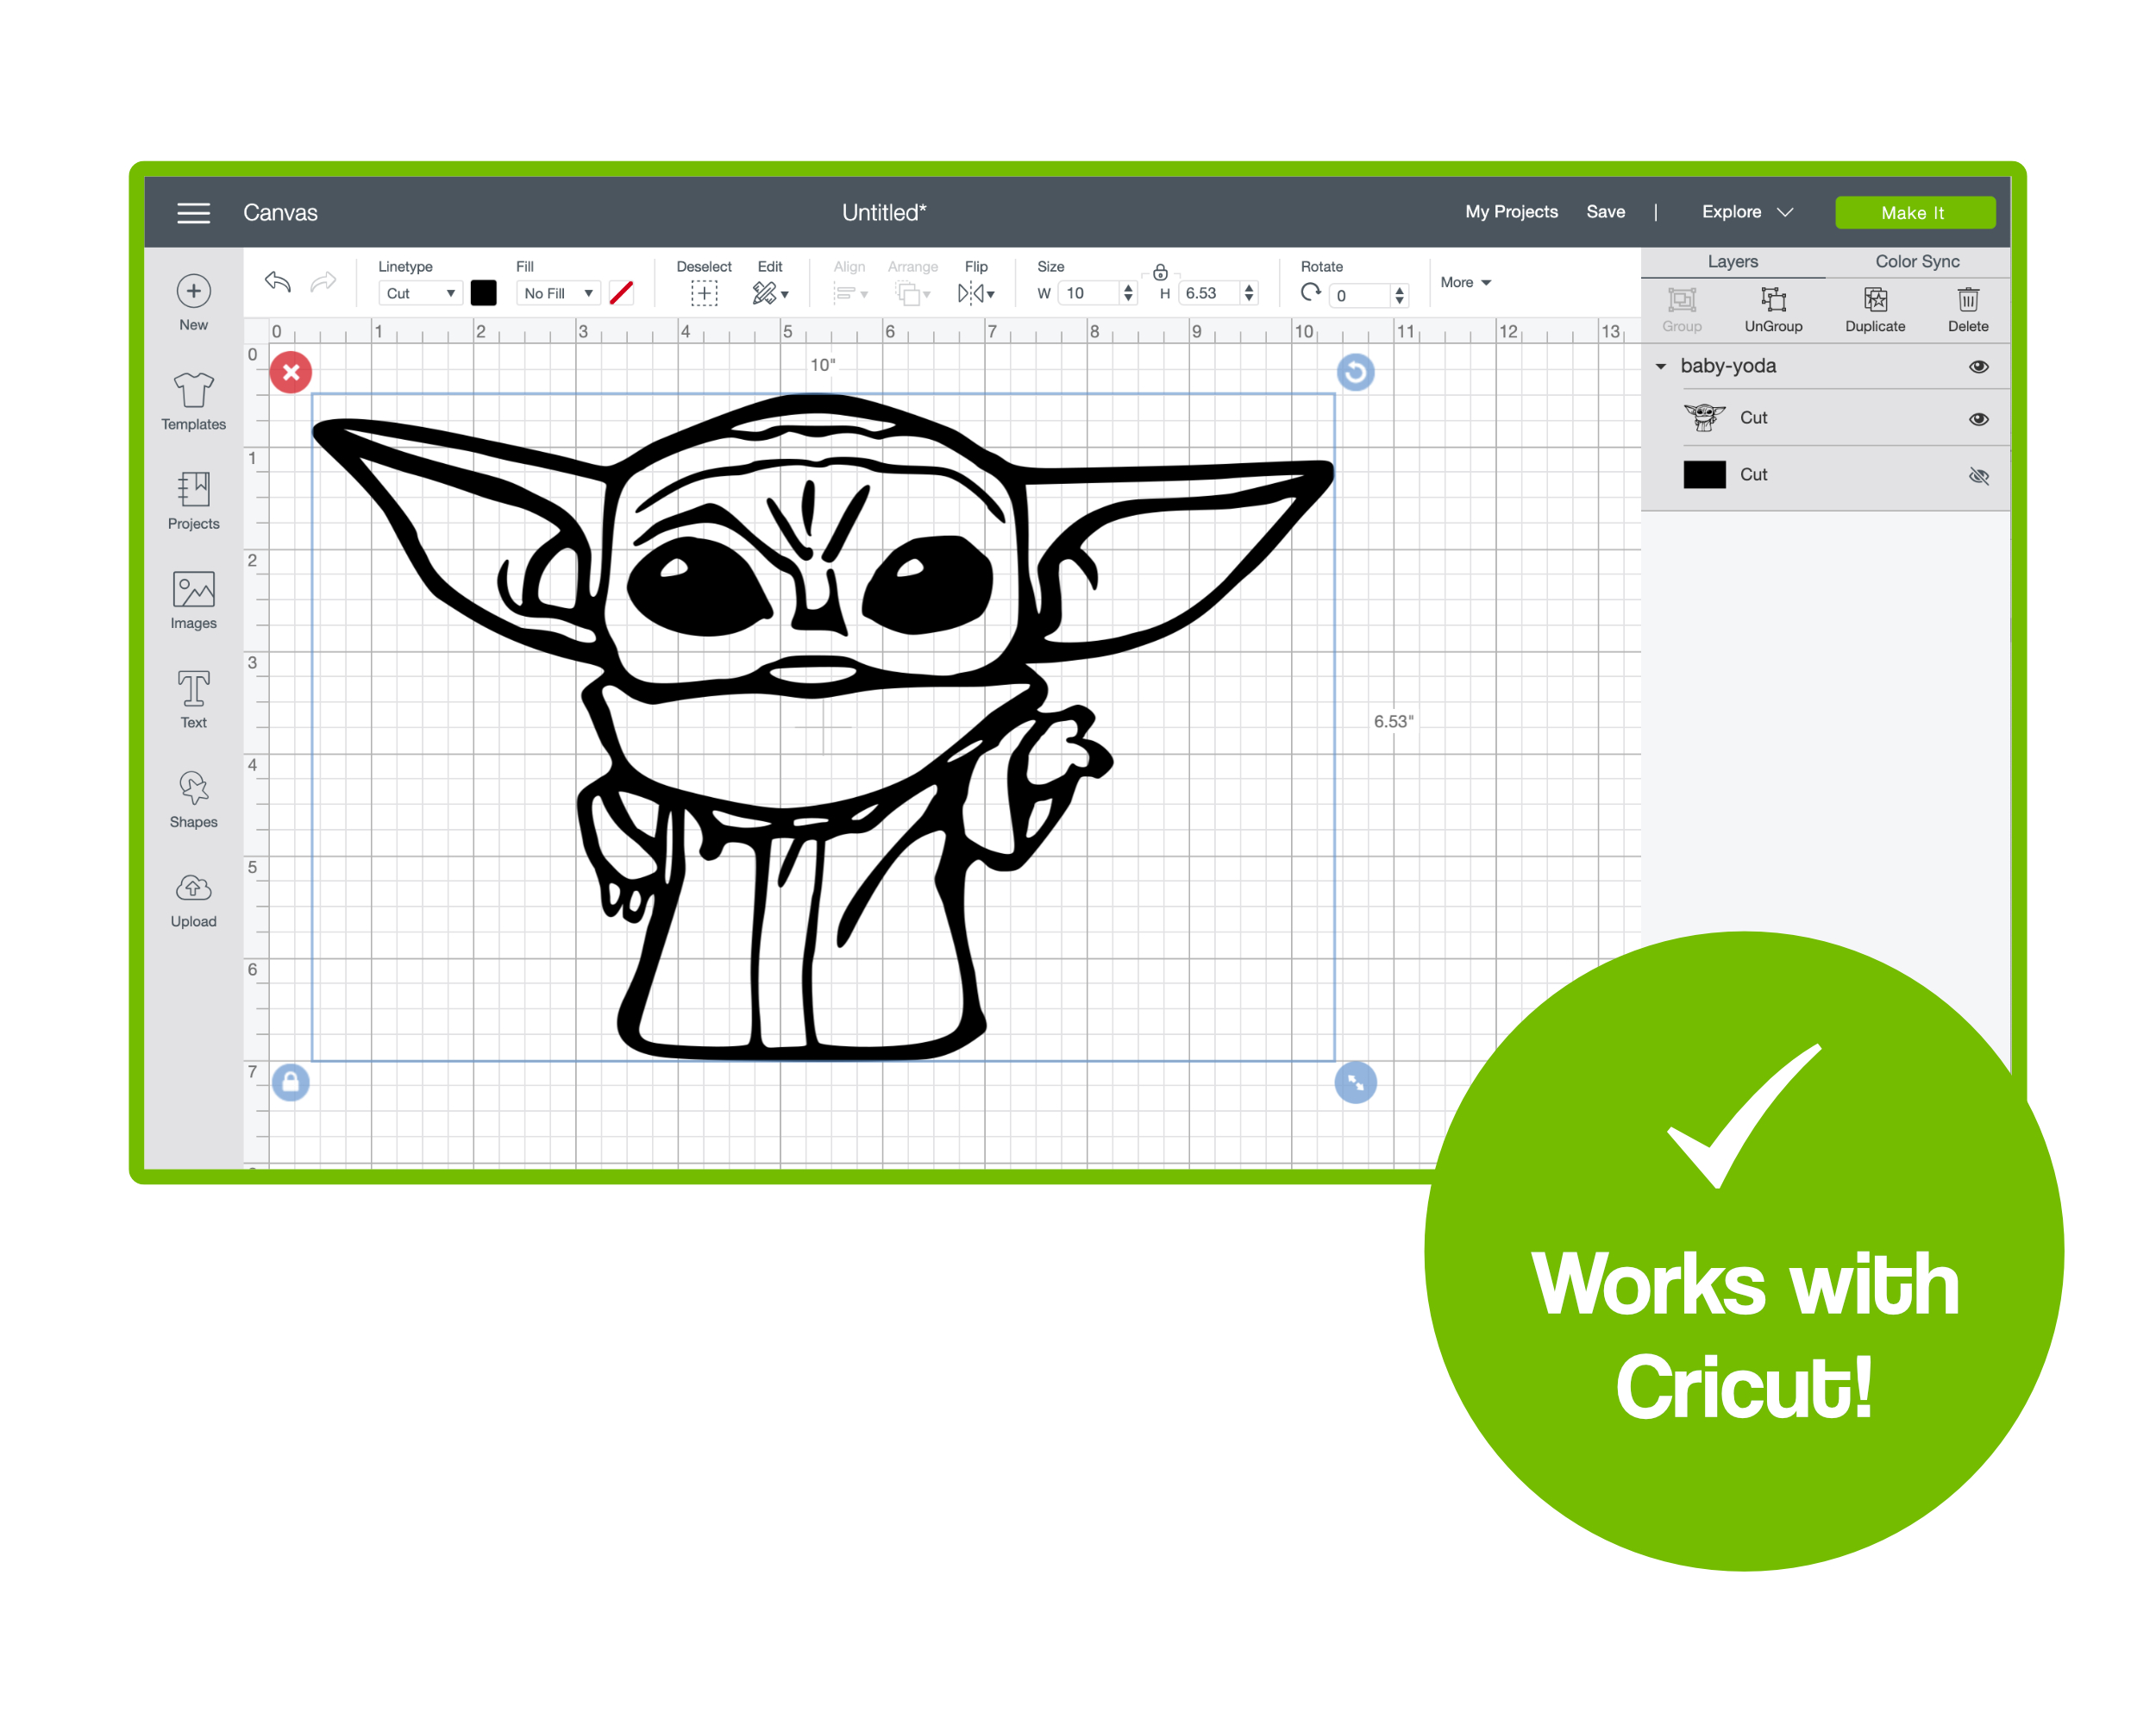 Canvas
Untitled*
My Projects Save | Explore
Make It
Linetype
Cut
Fill
No Fill
Deselect
Edit
Align
Arrange
Flip
Size
W 10
H 6.53
Rotate
0
More
Layers
Color Sync
Group
UnGroup
Duplicate
Delete
New
Templates
Projects
Images
Text
Shapes
Upload
0 1 2 3 4 5 6 7 8 9 10 11 12 13
0
1
2
3
4
5
6
7
10"
6.53"
baby-yoda
Cut
Cut
Works with
Cricut!